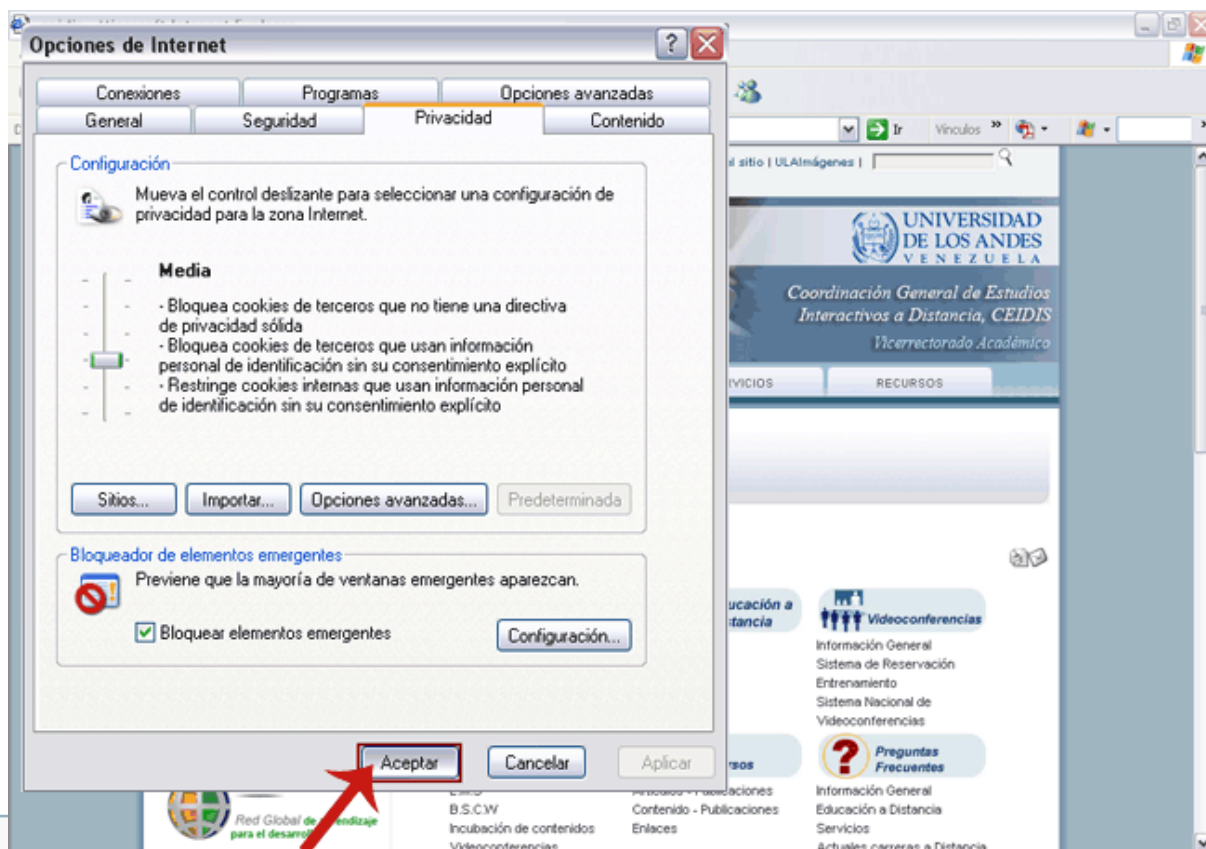 Opciones de Internet
Conexiones
Programas
Opciones avanzadas
General
Seguridad
Privacidad
Contenido
Configuración
Mueva el control deslizante para seleccionar una configuración de
privacidad para la zona Internet.
Media
- Bloquea cookies de terceros que no tiene una directiva
de privacidad sólida
- Bloquea cookies de terceros que usan información
personal de identificación sin su consentimiento explícito
- Restringe cookies internas que usan información personal
de identificación sin su consentimiento explícito
Sitios...
Importar...
Opciones avanzadas...
Predeterminada
Bloqueador de elementos emergentes
Previene que la mayoría de ventanas emergentes aparezcan.
Bloquear elementos emergentes
Configuración...
Aceptar
Cancelar
Aplicar
Ir
Vínculos
sitio | ULAImágenes |
UNIVERSIDAD
DE LOS ANDES
VENEZUELA
Coordinación General de Estudios
Interactivos a Distancia, CEIDIS
Vicerrectorado Académico
RECURSOS
Videoconferencias
Información General
Sistema de Reservación
Entrenamiento
Sistema Nacional de
Videoconferencias
Preguntas
Frecuentes
Información General
Educación a Distancia
Servicios
Actuales carreras a Distancia
Contenido - Publicaciones
Enlaces
B.S.C.W
Incubación de contenidos
Videoconferencias
Red Global de
para el